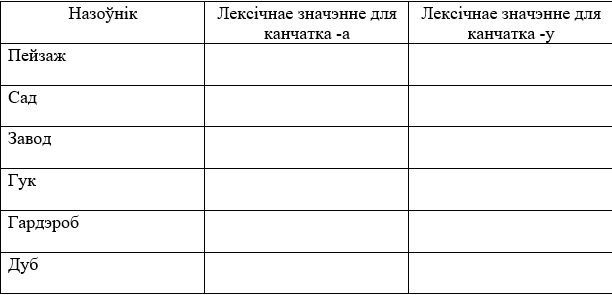 Назоўнік
Лексічнае значэнне для
канчатка -а
Лексічнае значэнне для
канчатка -у
Пейзаж
Сад
Завод
Гук
Гардэроб
Дуб